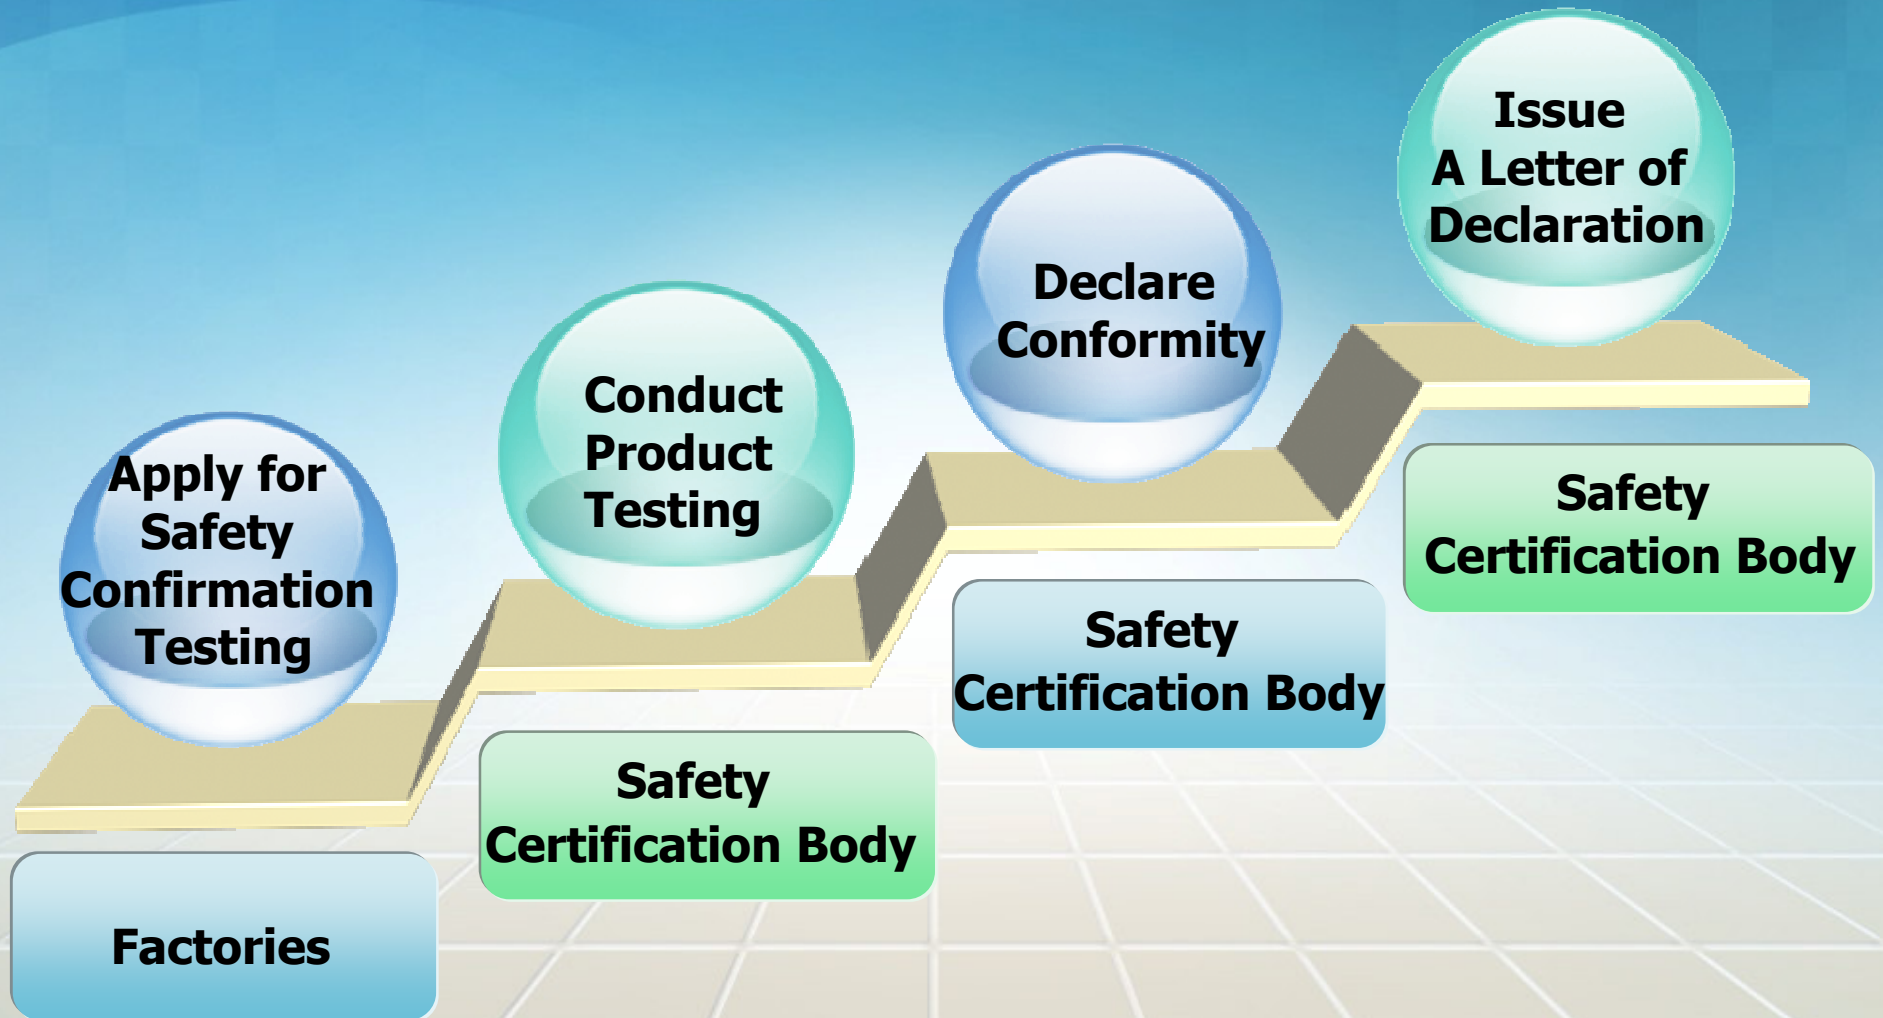 Apply for
Safety
Confirmation
Testing
Factories
Conduct
Product
Testing
Safety
Certification Body
Declare
Conformity
Safety
Certification Body
Issue
A Letter of
Declaration
Safety
Certification Body